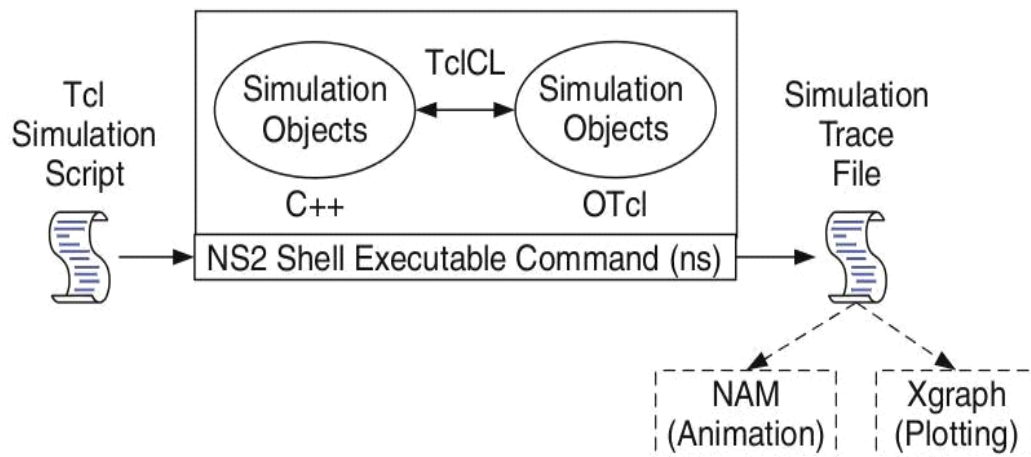 Tcl
Simulation
Script
Simulation
Objects
C++
TclCL
Simulation
Objects
OTcl
NS2 Shell Executable Command (ns)
Simulation
Trace
File
NAM
(Animation)
Xgraph
(Plotting)